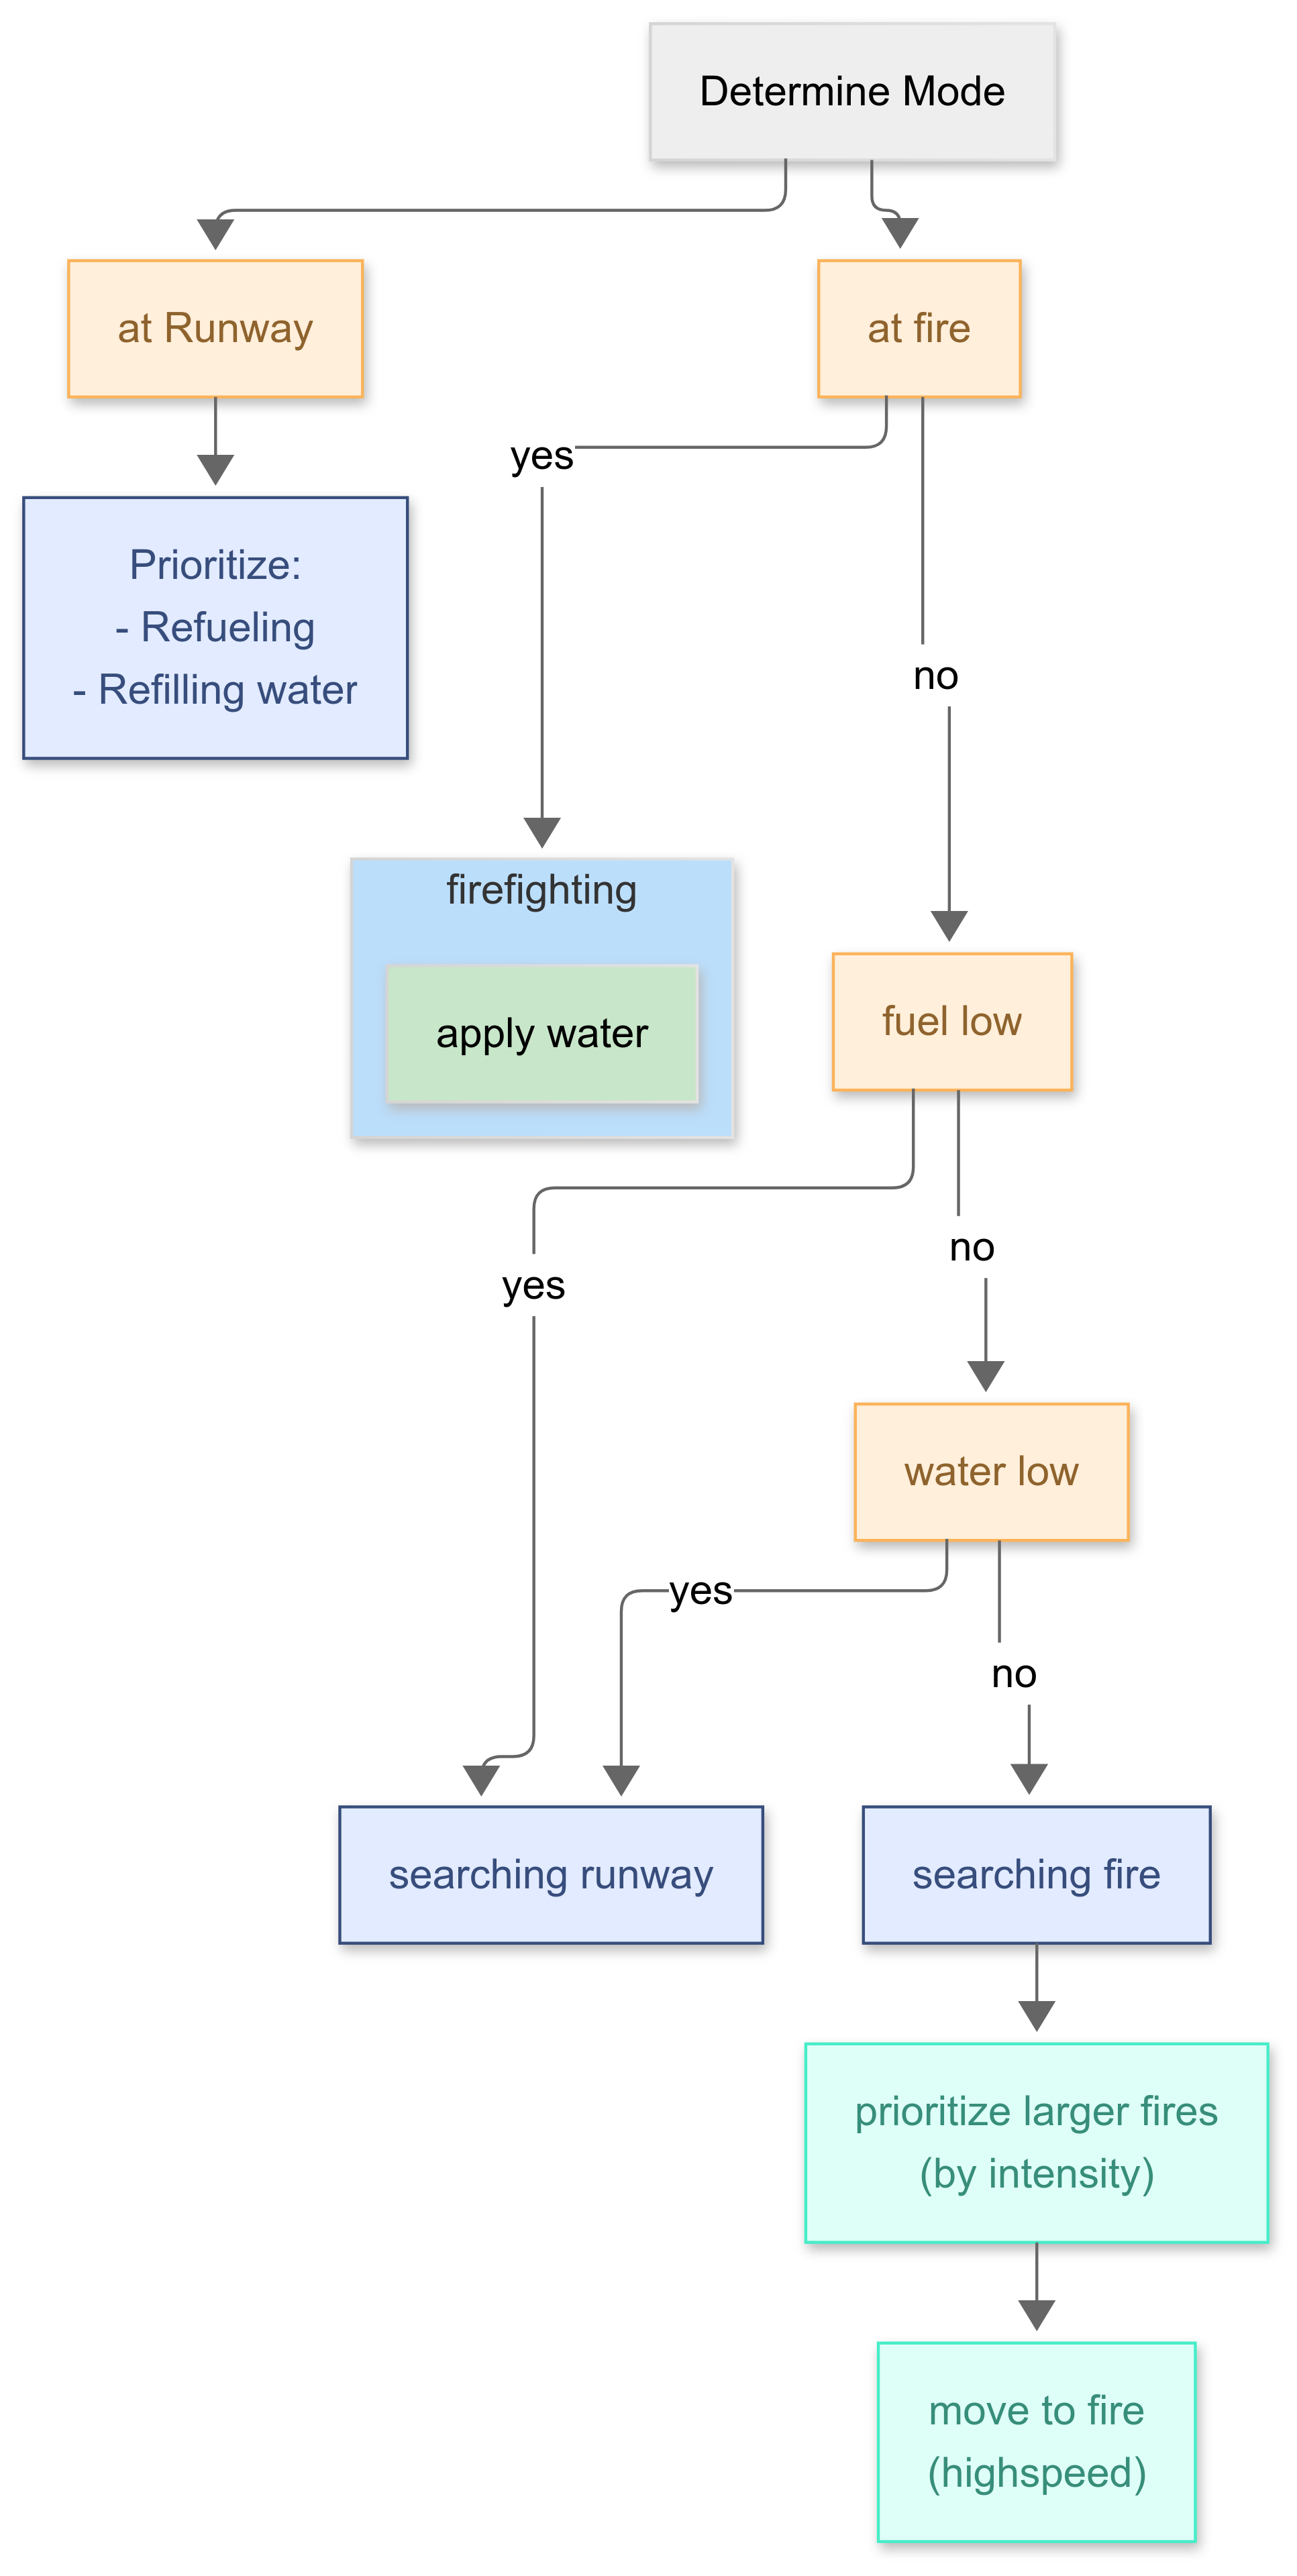 Determine Mode
at Runway
at fire
yes
Prioritize:
- Refueling
- Refilling water
no
firefighting
apply water
fuel low
no
yes
water low
yes
no
searching runway
searching fire
prioritize larger fires
(by intensity)
move to fire
(highspeed)